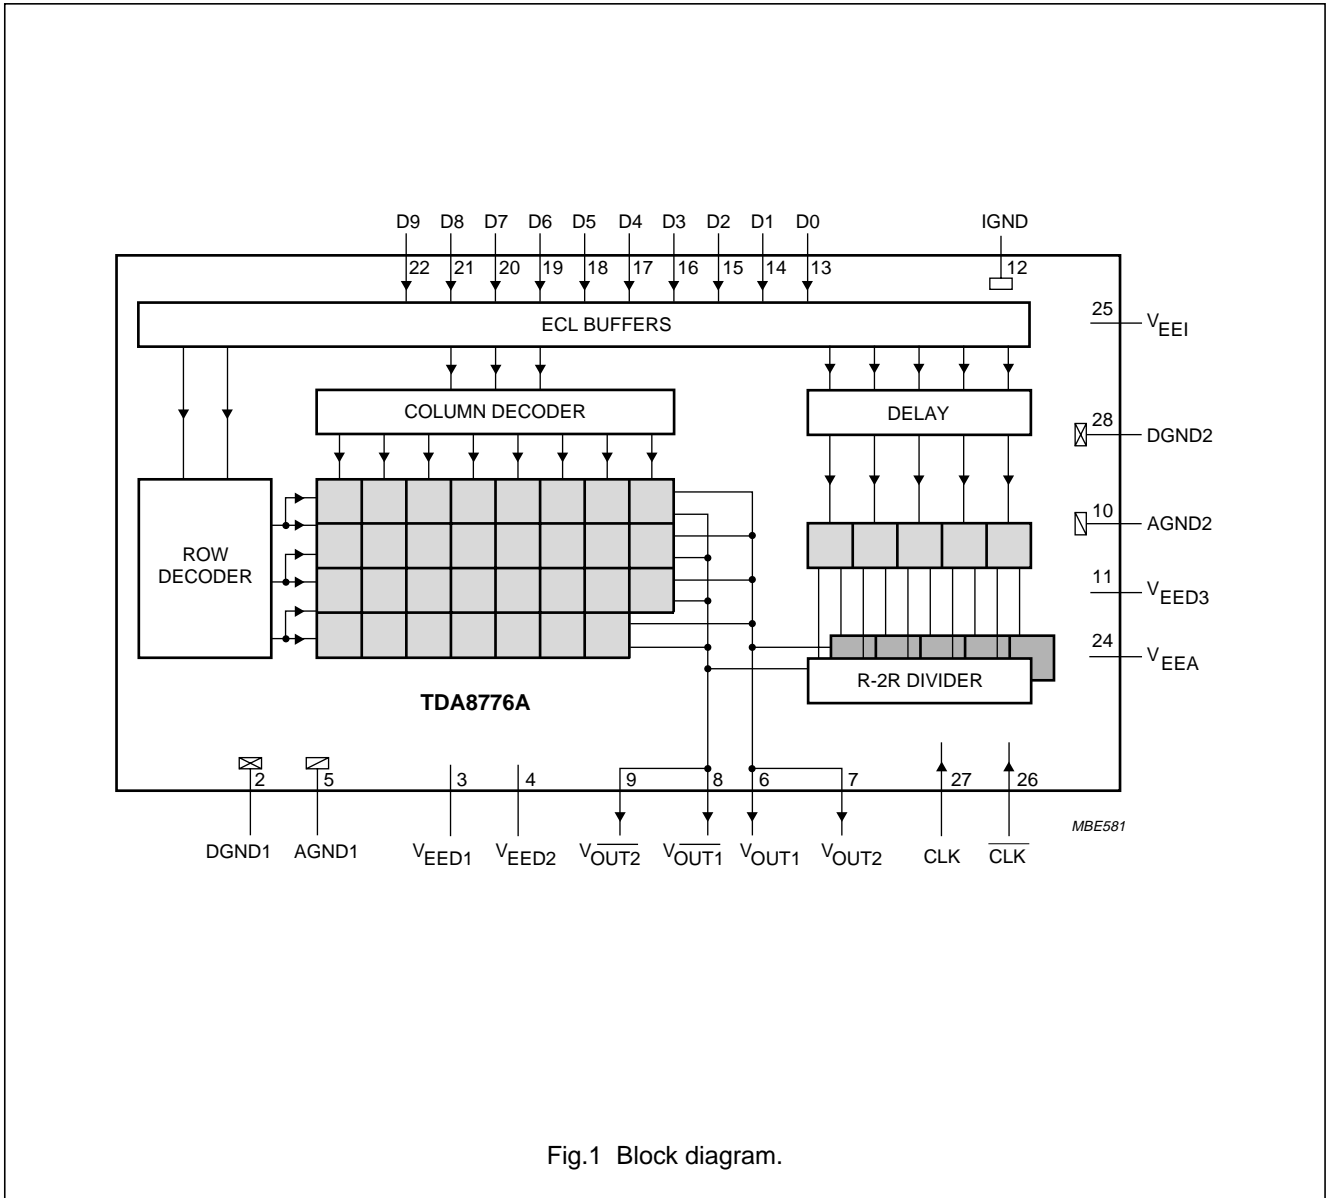 D9 D8 D7 D6 D5 D4 D3 D2 D1 D0 IGND
22 21 20 19 18 17 16 15 14 13 12
ECL BUFFERS
25 VEEI
COLUMN DECODER
DELAY
28 DGND2
10 AGND2
ROW
DECODER
11 VEED3
24 VEEA
R-2R DIVIDER
TDA8776A
2 5 3 4 9 8 6 7 27 26
MBE581
DGND1 AGND1 VEED1 VEED2 VOUT2 VOUT1 VOUT1 VOUT2 CLK CLK
Fig.1 Block diagram.